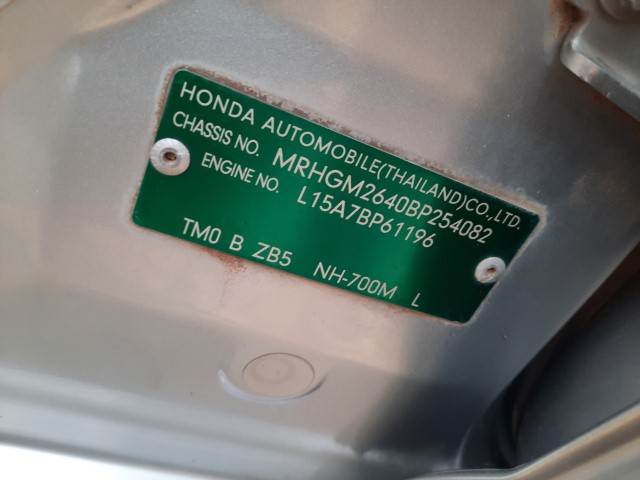 HONDA AUTOMOBILE(THAILAND)CO.,LTD.
CHASSIS NO. MRHGM2640BP254082
ENGINE NO. L15A7BP61196
TM0 B ZB5 NH-700M L